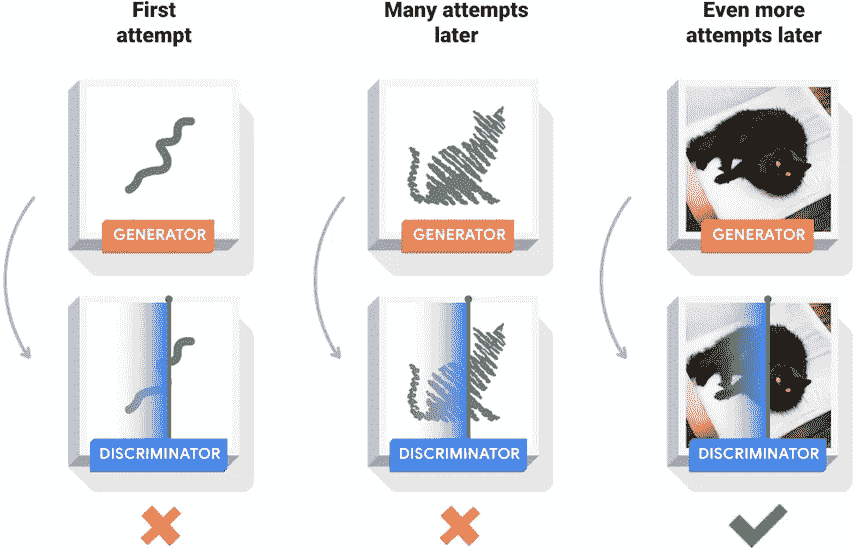 First
attempt
Many attempts
later
Even more
attempts later
GENERATOR
GENERATOR
GENERATOR
DISCRIMINATOR
DISCRIMINATOR
DISCRIMINATOR